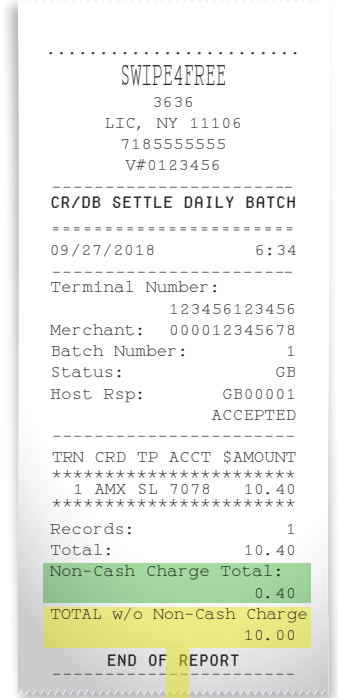 ........................
SWIPE4FREE
3636
LIC, NY 11106
7185555555
V#0123456
-----------------------
CR/DB SETTLE DAILY BATCH
=======================
09/27/2018 6:34
-----------------------
Terminal Number:
123456123456
Merchant: 000012345678
Batch Number: 1
Status: GB
Host Rsp: GB00001
ACCEPTED
-----------------------
TRN CRD TP ACCT $AMOUNT
***********************
1 AMX SL 7078 10.40
***********************
Records: 1
Total: 10.40
Non-Cash Charge Total:
0.40
TOTAL w/o Non-Cash Charge
10.00
END OF REPORT
-----------------------